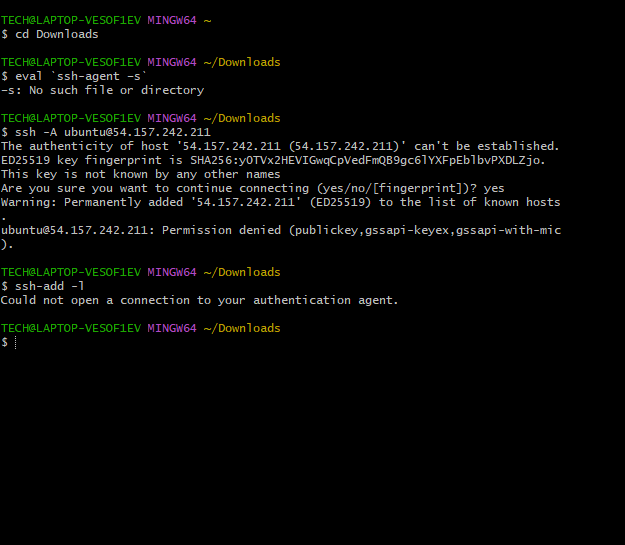 TECH@LAPTOP-VESOF1EV MINGW64 ~
$ cd Downloads
TECH@LAPTOP-VESOF1EV MINGW64 ~/Downloads
$ eval `ssh-agent –s`
–s: No such file or directory
TECH@LAPTOP-VESOF1EV MINGW64 ~/Downloads
$ ssh -A ubuntu@54.157.242.211
The authenticity of host '54.157.242.211 (54.157.242.211)' can't be established.
ED25519 key fingerprint is SHA256:yOTVx2HEVIGwqCpVedFmQB9gc6lYXFpEblbvPXDLZjo.
This key is not known by any other names
Are you sure you want to continue connecting (yes/no/[fingerprint])? yes
Warning: Permanently added '54.157.242.211' (ED25519) to the list of known hosts
.
ubuntu@54.157.242.211: Permission denied (publickey,gssapi-keyex,gssapi-with-mic
).
TECH@LAPTOP-VESOF1EV MINGW64 ~/Downloads
$ ssh-add -l
Could not open a connection to your authentication agent.
TECH@LAPTOP-VESOF1EV MINGW64 ~/Downloads
$